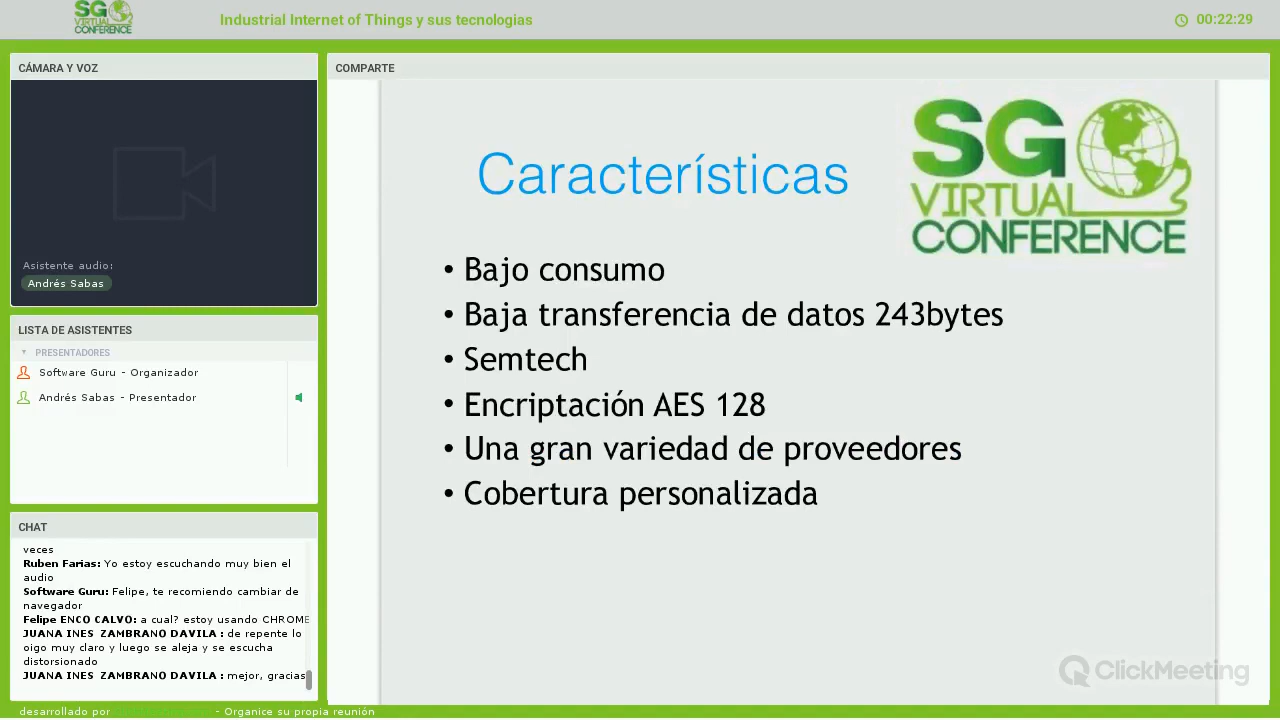 SG
VIRTUAL
CONFERENCE
Industrial Internet of Things y sus tecnologias
00:22:29
CÁMARA Y VOZ
Asistente audio:
Andrés Sabas
LISTA DE ASISTENTES
PRESENTADORES
Software Guru - Organizador
Andrés Sabas - Presentador
CHAT
veces
Ruben Farias: Yo estoy escuchando muy bien el
audio
Software Guru: Felipe, te recomiendo cambiar de
navegador
Felipe ENCO CALVO: a cual? estoy usando CHROME
JUANA INES ZAMBRANO DAVILA : de repente lo
oigo muy claro y luego se aleja y se escucha
distorsionado
JUANA INES ZAMBRANO DAVILA : mejor, gracias
COMPARTE
Características
SG
VIRTUAL
CONFERENCE
• Bajo consumo
• Baja transferencia de datos 243bytes
• Semtech
• Encriptación AES 128
• Una gran variedad de proveedores
• Cobertura personalizada
ClickMeeting
desarrollado por - Organice su propia reunión